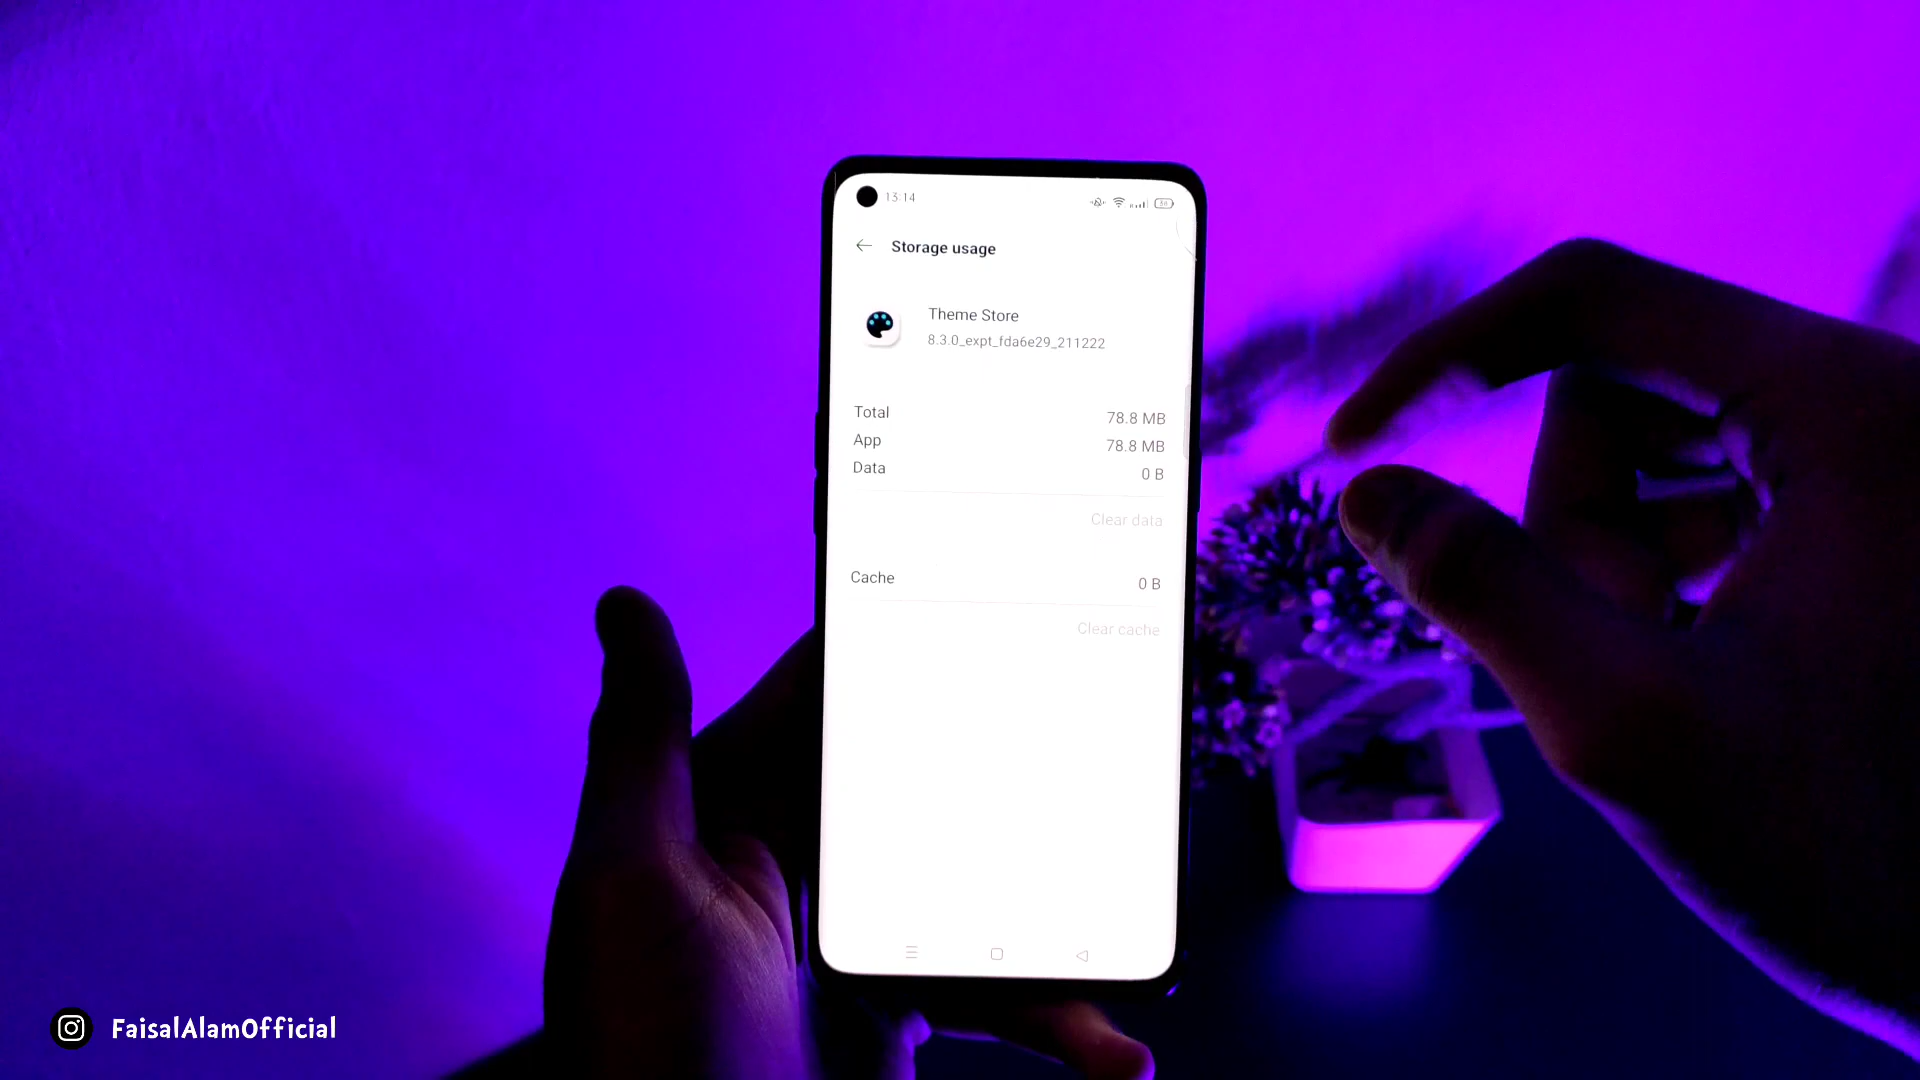 13:14
Storage usage
Theme Store
8.3.0_expt_fda6e29_211222
Total 78.8 MB
App 78.8 MB
Data 0 B
Clear data
Cache 0 B
Clear cache
FaisalAlamOfficial